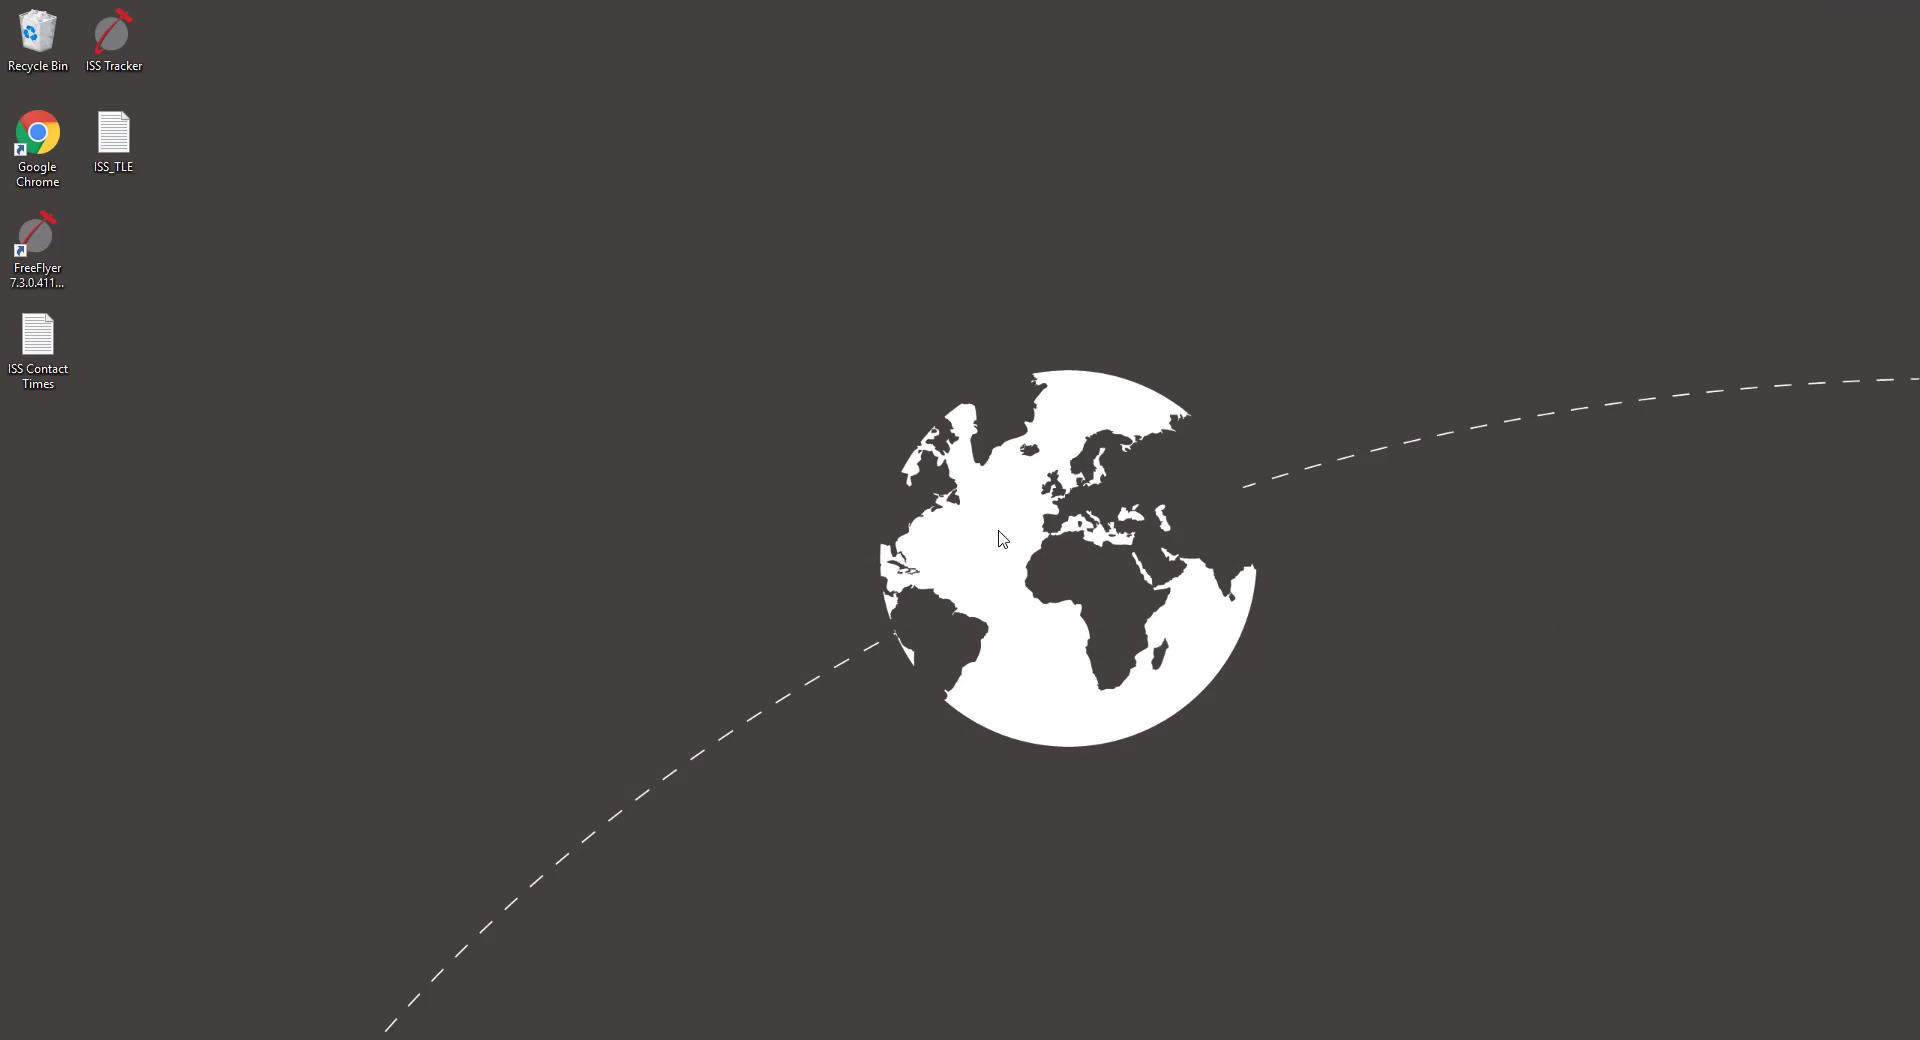 Recycle Bin
ISS Tracker
Google
Chrome
ISS_TLE
FreeFlyer
7.3.0.411...
ISS Contact
Times